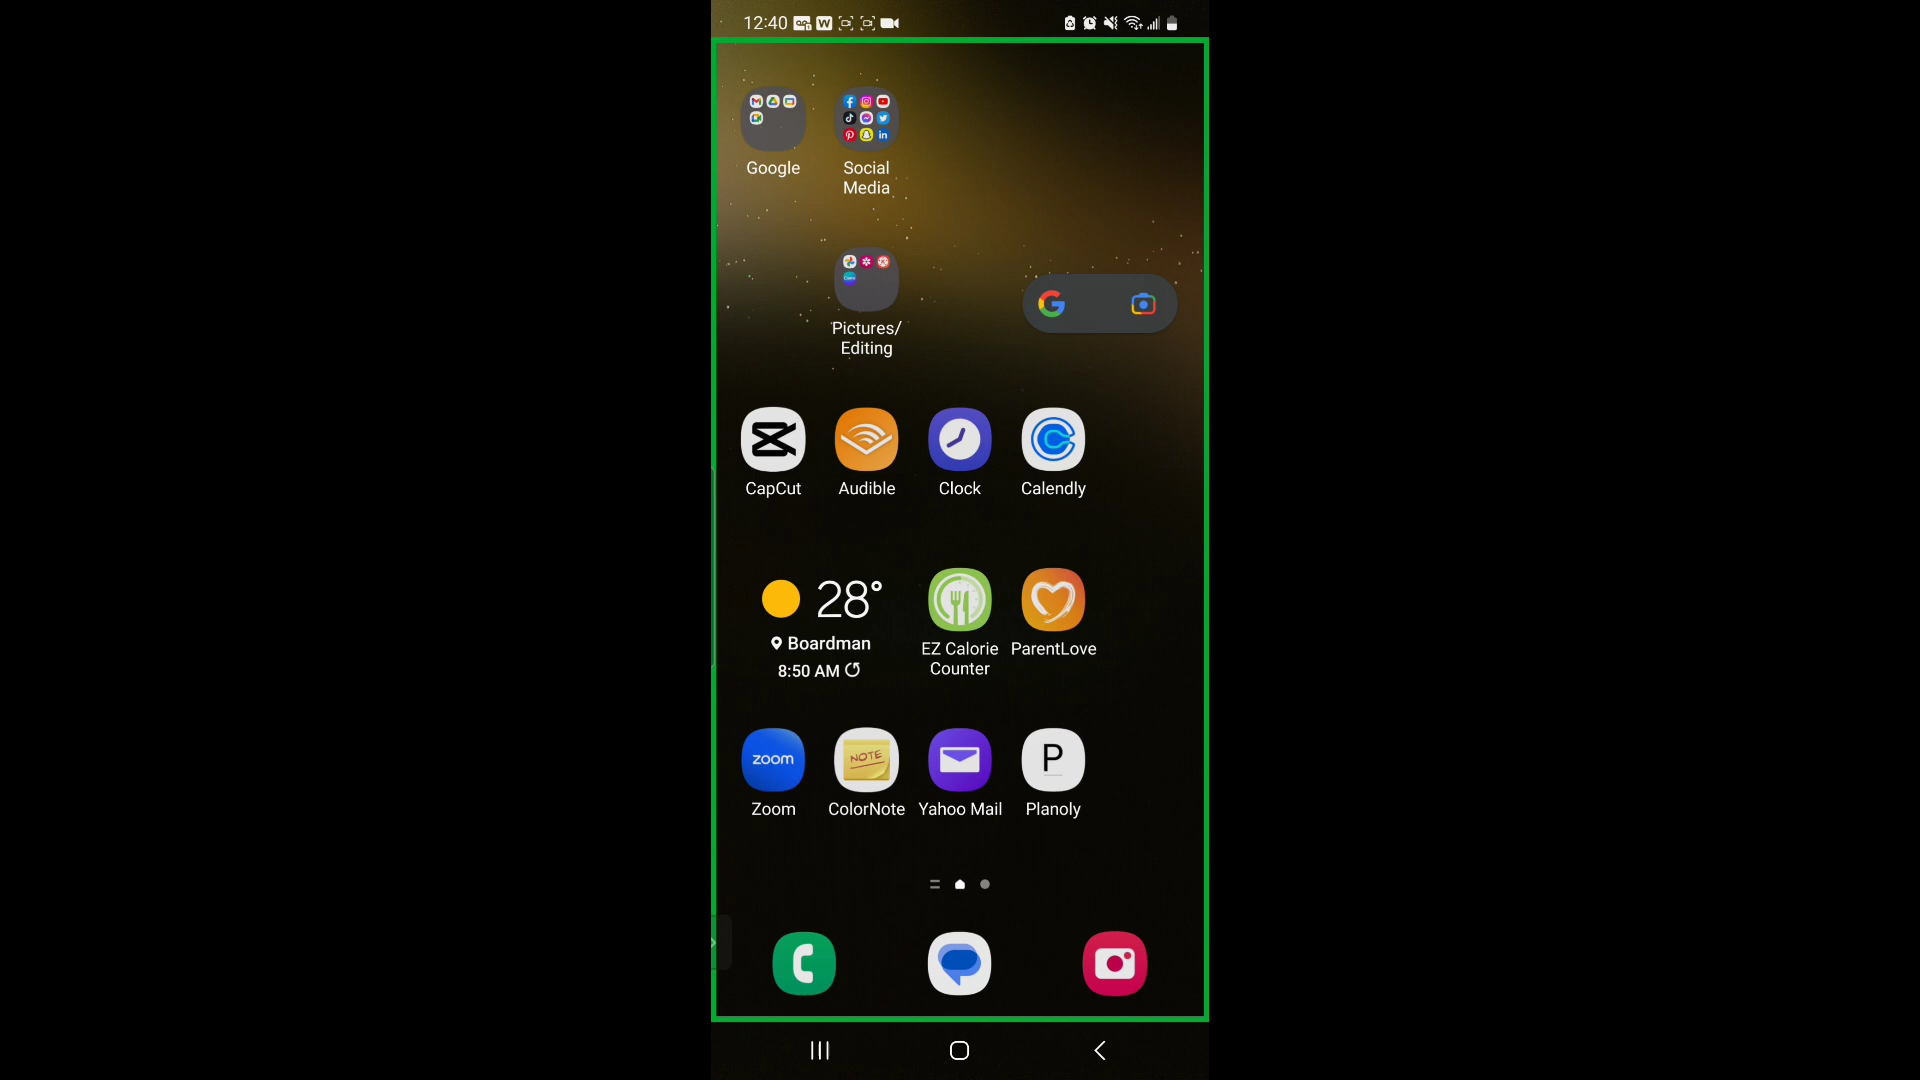 12:40
W
Google
Social
Media
Pictures/
Editing
CapCut
Audible
Clock
Calendly
28°
Boardman
8:50 AM
EZ Calorie
Counter
ParentLove
zoom
NOTE
P
Zoom
ColorNote
Yahoo Mail
Planoly